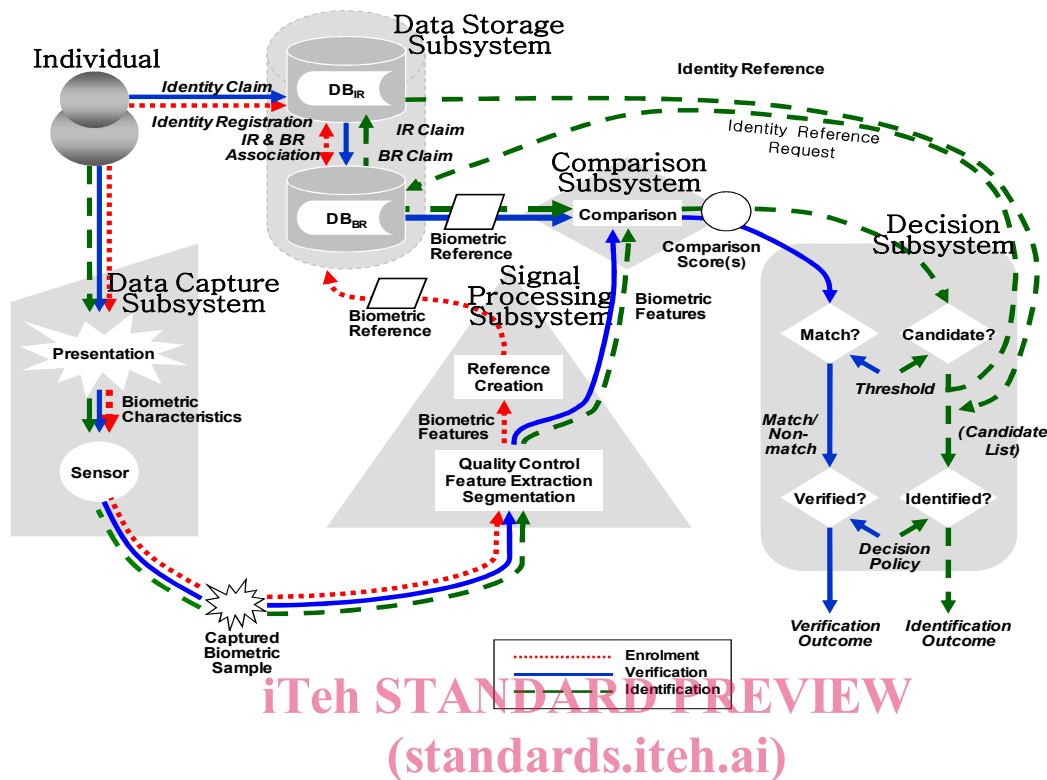 Data Storage
Subsystem
Individual
Identity Claim
DBIR
Identity Reference
Identity Registration
IR & BR
Association
IR Claim
BR Claim
Identity Reference
Request
Comparison
Subsystem
DBBR
Comparison
Biometric
Reference
Comparison
Score(s)
Decision
Subsystem
Data Capture
Subsystem
Signal
Processing
Subsystem
Biometric
Reference
Biometric
Features
Presentation
Match?
Candidate?
Reference
Creation
Threshold
Biometric
Characteristics
Biometric
Features
Match/
Non-
match
(Candidate
List)
Sensor
Quality Control
Feature Extraction
Segmentation
Verified?
Identified?
Decision
Policy
Captured
Biometric
Sample
Verification
Outcome
Identification
Outcome
Enrolment
Verification
Identification
iTeh STANDARD PREVIEW
(standards.iteh.ai)